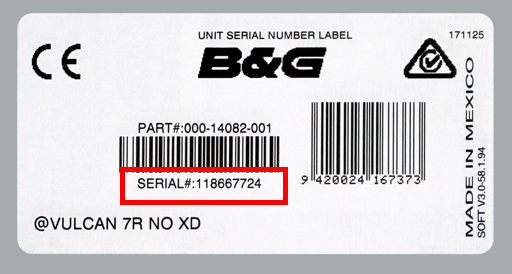 UNIT SERIAL NUMBER LABEL
171125
CE
B&G
PART#:000-14082-001
SERIAL#:118667724
9 420024 167373
@VULCAN 7R NO XD
MADE IN MEXICO
SOFT V3.0-58.1.94